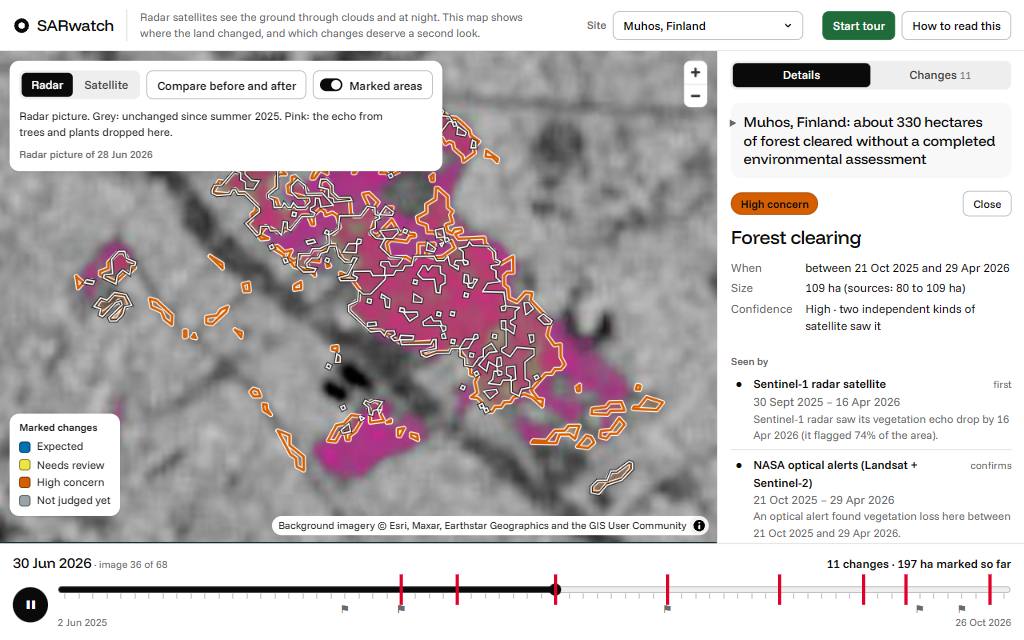 SARwatch
Radar satellites see the ground through clouds and at night. This map shows
where the land changed, and which changes deserve a second look.
Site
Muhos, Finland
Start tour
How to read this
Radar
Satellite
Compare before and after
Marked areas
Radar picture. Grey: unchanged since summer 2025. Pink: the echo from
trees and plants dropped here.
Radar picture of 28 Jun 2026
+
−
Marked changes
Expected
Needs review
High concern
Not judged yet
Background imagery © Esri, Maxar, Earthstar Geographics and the GIS User Community
Details
Changes 11
Muhos, Finland: about 330 hectares
of forest cleared without a completed
environmental assessment
High concern
Close
Forest clearing
When between 21 Oct 2025 and 29 Apr 2026
Size 109 ha (sources: 80 to 109 ha)
Confidence High · two independent kinds of
satellite saw it
Seen by
Sentinel-1 radar satellite first
30 Sept 2025 – 16 Apr 2026
Sentinel-1 radar saw its vegetation echo drop by 16
Apr 2026 (it flagged 74% of the area).
NASA optical alerts (Landsat + confirms
Sentinel-2)
21 Oct 2025 – 29 Apr 2026
An optical alert found vegetation loss here between
21 Oct 2025 and 29 Apr 2026.
30 Jun 2026 · image 36 of 68
11 changes · 197 ha marked so far
2 Jun 2025
26 Oct 2026